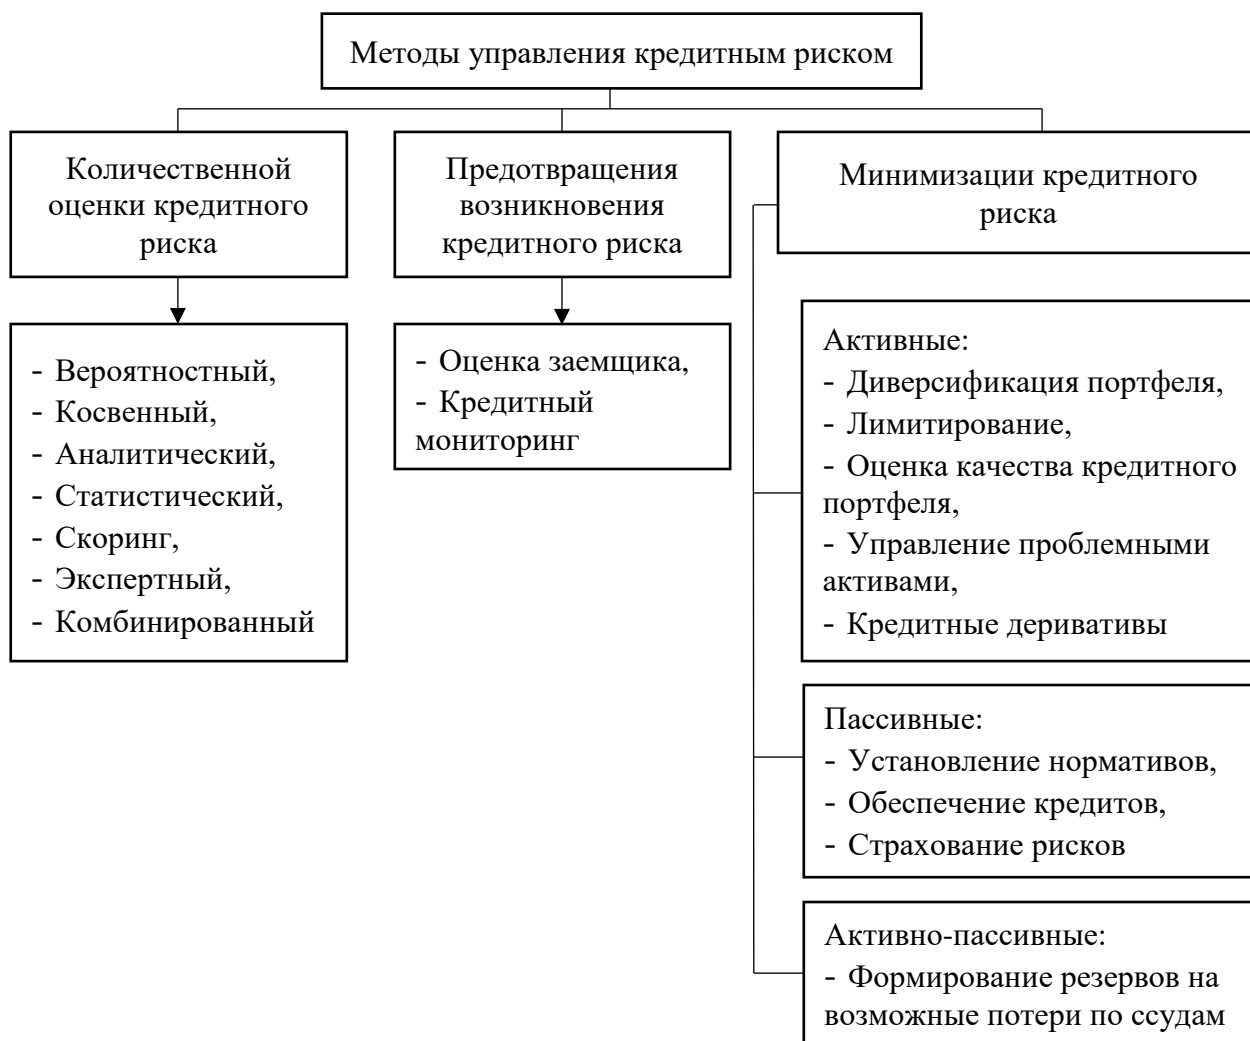 Методы управления кредитным риском
Количественной
оценки кредитного
риска
Предотвращения
возникновения
кредитного риска
Минимизации кредитного
риска
- Вероятностный,
- Косвенный,
- Аналитический,
- Статистический,
- Скоринг,
- Экспертный,
- Комбинированный
- Оценка заемщика,
- Кредитный
мониторинг
Активные:
- Диверсификация портфеля,
- Лимитирование,
- Оценка качества кредитного
портфеля,
- Управление проблемными
активами,
- Кредитные деривативы
Пассивные:
- Установление нормативов,
- Обеспечение кредитов,
- Страхование рисков
Активно-пассивные:
- Формирование резервов на
возможные потери по ссудам